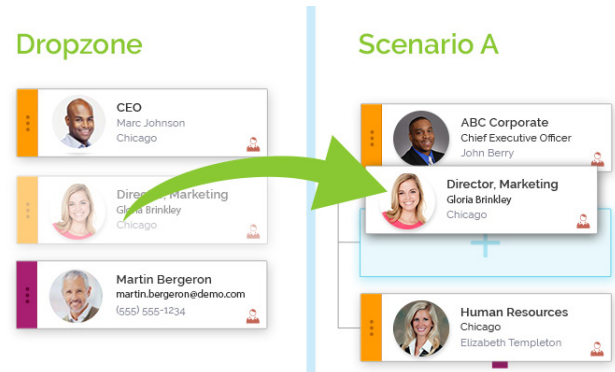 Dropzone
CEO
Marc Johnson
Chicago
Director, Marketing
Gloria Brinkley
Chicago
Martin Bergeron
martin.bergeron@demo.com
(555) 555-1234
Scenario A
ABC Corporate
Chief Executive Officer
John Berry
Director, Marketing
Gloria Brinkley
Chicago
Human Resources
Chicago
Elizabeth Templeton